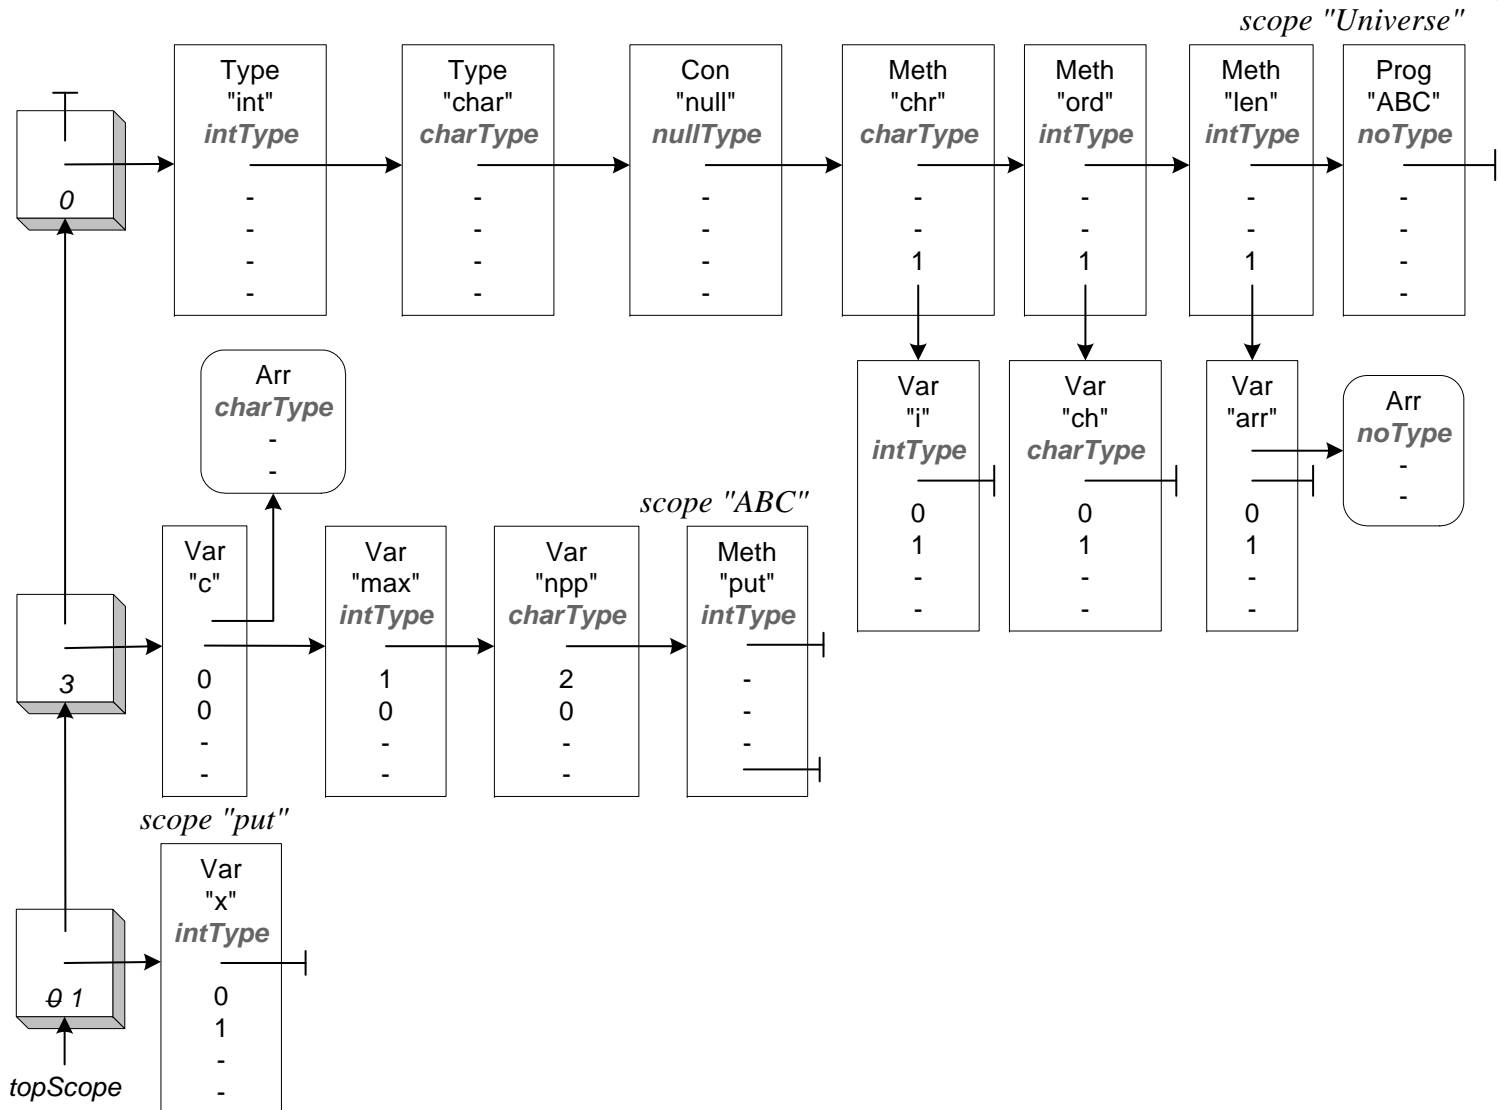 scope "Universe"
Type
"int"
intType
-
-
-
-
Type
"char"
charType
-
-
-
-
Con
"null"
nullType
-
-
-
-
Meth
"chr"
charType
-
-
1
Meth
"ord"
intType
-
-
1
Meth
"len"
intType
-
-
1
Prog
"ABC"
noType
-
-
-
-
0
Arr
charType
-
-
Var
"i"
intType
0
1
-
-
Var
"ch"
charType
0
1
-
-
Var
"arr"
0
1
-
-
Arr
noType
-
-
scope "ABC"
3
Var
"c"
0
0
-
-
Var
"max"
intType
1
0
-
-
Var
"npp"
charType
2
0
-
-
Meth
"put"
intType
-
-
-
scope "put"
0 1
Var
"x"
intType
0
1
-
-
topScope